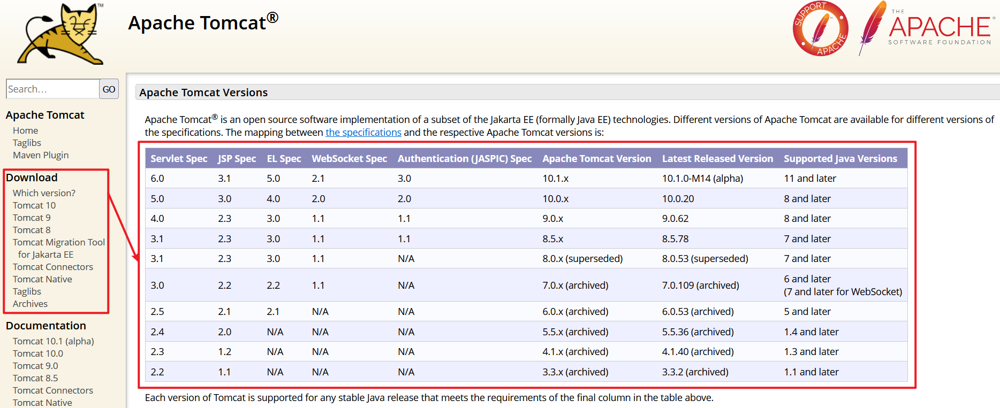 TM
Apache Tomcat®
SUPPORT
APACHE
THE
APACHE®
SOFTWARE FOUNDATION
Search…
GO
Apache Tomcat
Home
Taglibs
Maven Plugin
Download
Which version?
Tomcat 10
Tomcat 9
Tomcat 8
Tomcat Migration Tool
for Jakarta EE
Tomcat Connectors
Tomcat Native
Taglibs
Archives
Documentation
Tomcat 10.1 (alpha)
Tomcat 10.0
Tomcat 9.0
Tomcat 8.5
Tomcat Connectors
Tomcat Native
Apache Tomcat Versions
Apache Tomcat® is an open source software implementation of a subset of the Jakarta EE (formally Java EE) technologies. Different versions of Apache Tomcat are available for different versions of
the specifications. The mapping between the specifications and the respective Apache Tomcat versions is:
Servlet Spec JSP Spec EL Spec WebSocket Spec Authentication (JASPIC) Spec Apache Tomcat Version Latest Released Version Supported Java Versions
6.0 3.1 5.0 2.1 3.0 10.1.x 10.1.0-M14 (alpha) 11 and later
5.0 3.0 4.0 2.0 2.0 10.0.x 10.0.20 8 and later
4.0 2.3 3.0 1.1 1.1 9.0.x 9.0.62 8 and later
3.1 2.3 3.0 1.1 1.1 8.5.x 8.5.78 7 and later
3.1 2.3 3.0 1.1 N/A 8.0.x (superseded) 8.0.53 (superseded) 7 and later
3.0 2.2 2.2 1.1 N/A 7.0.x (archived) 7.0.109 (archived) 6 and later
(7 and later for WebSocket)
2.5 2.1 2.1 N/A N/A 6.0.x (archived) 6.0.53 (archived) 5 and later
2.4 2.0 N/A N/A N/A 5.5.x (archived) 5.5.36 (archived) 1.4 and later
2.3 1.2 N/A N/A N/A 4.1.x (archived) 4.1.40 (archived) 1.3 and later
2.2 1.1 N/A N/A N/A 3.3.x (archived) 3.3.2 (archived) 1.1 and later
Each version of Tomcat is supported for any stable Java release that meets the requirements of the final column in the table above.